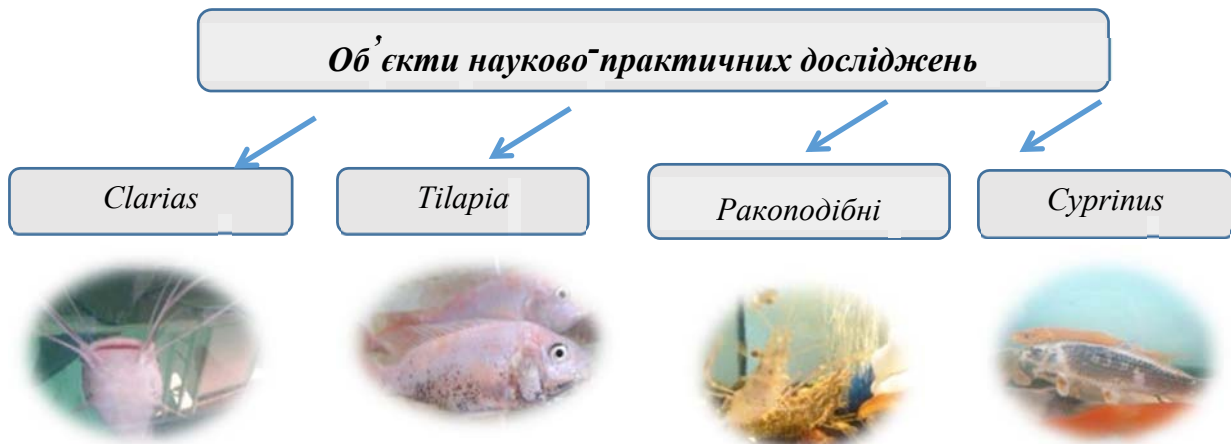 Об’єкти науково-практичних досліджень
Clarias
Tilapia
Ракоподібні
Cyprinus